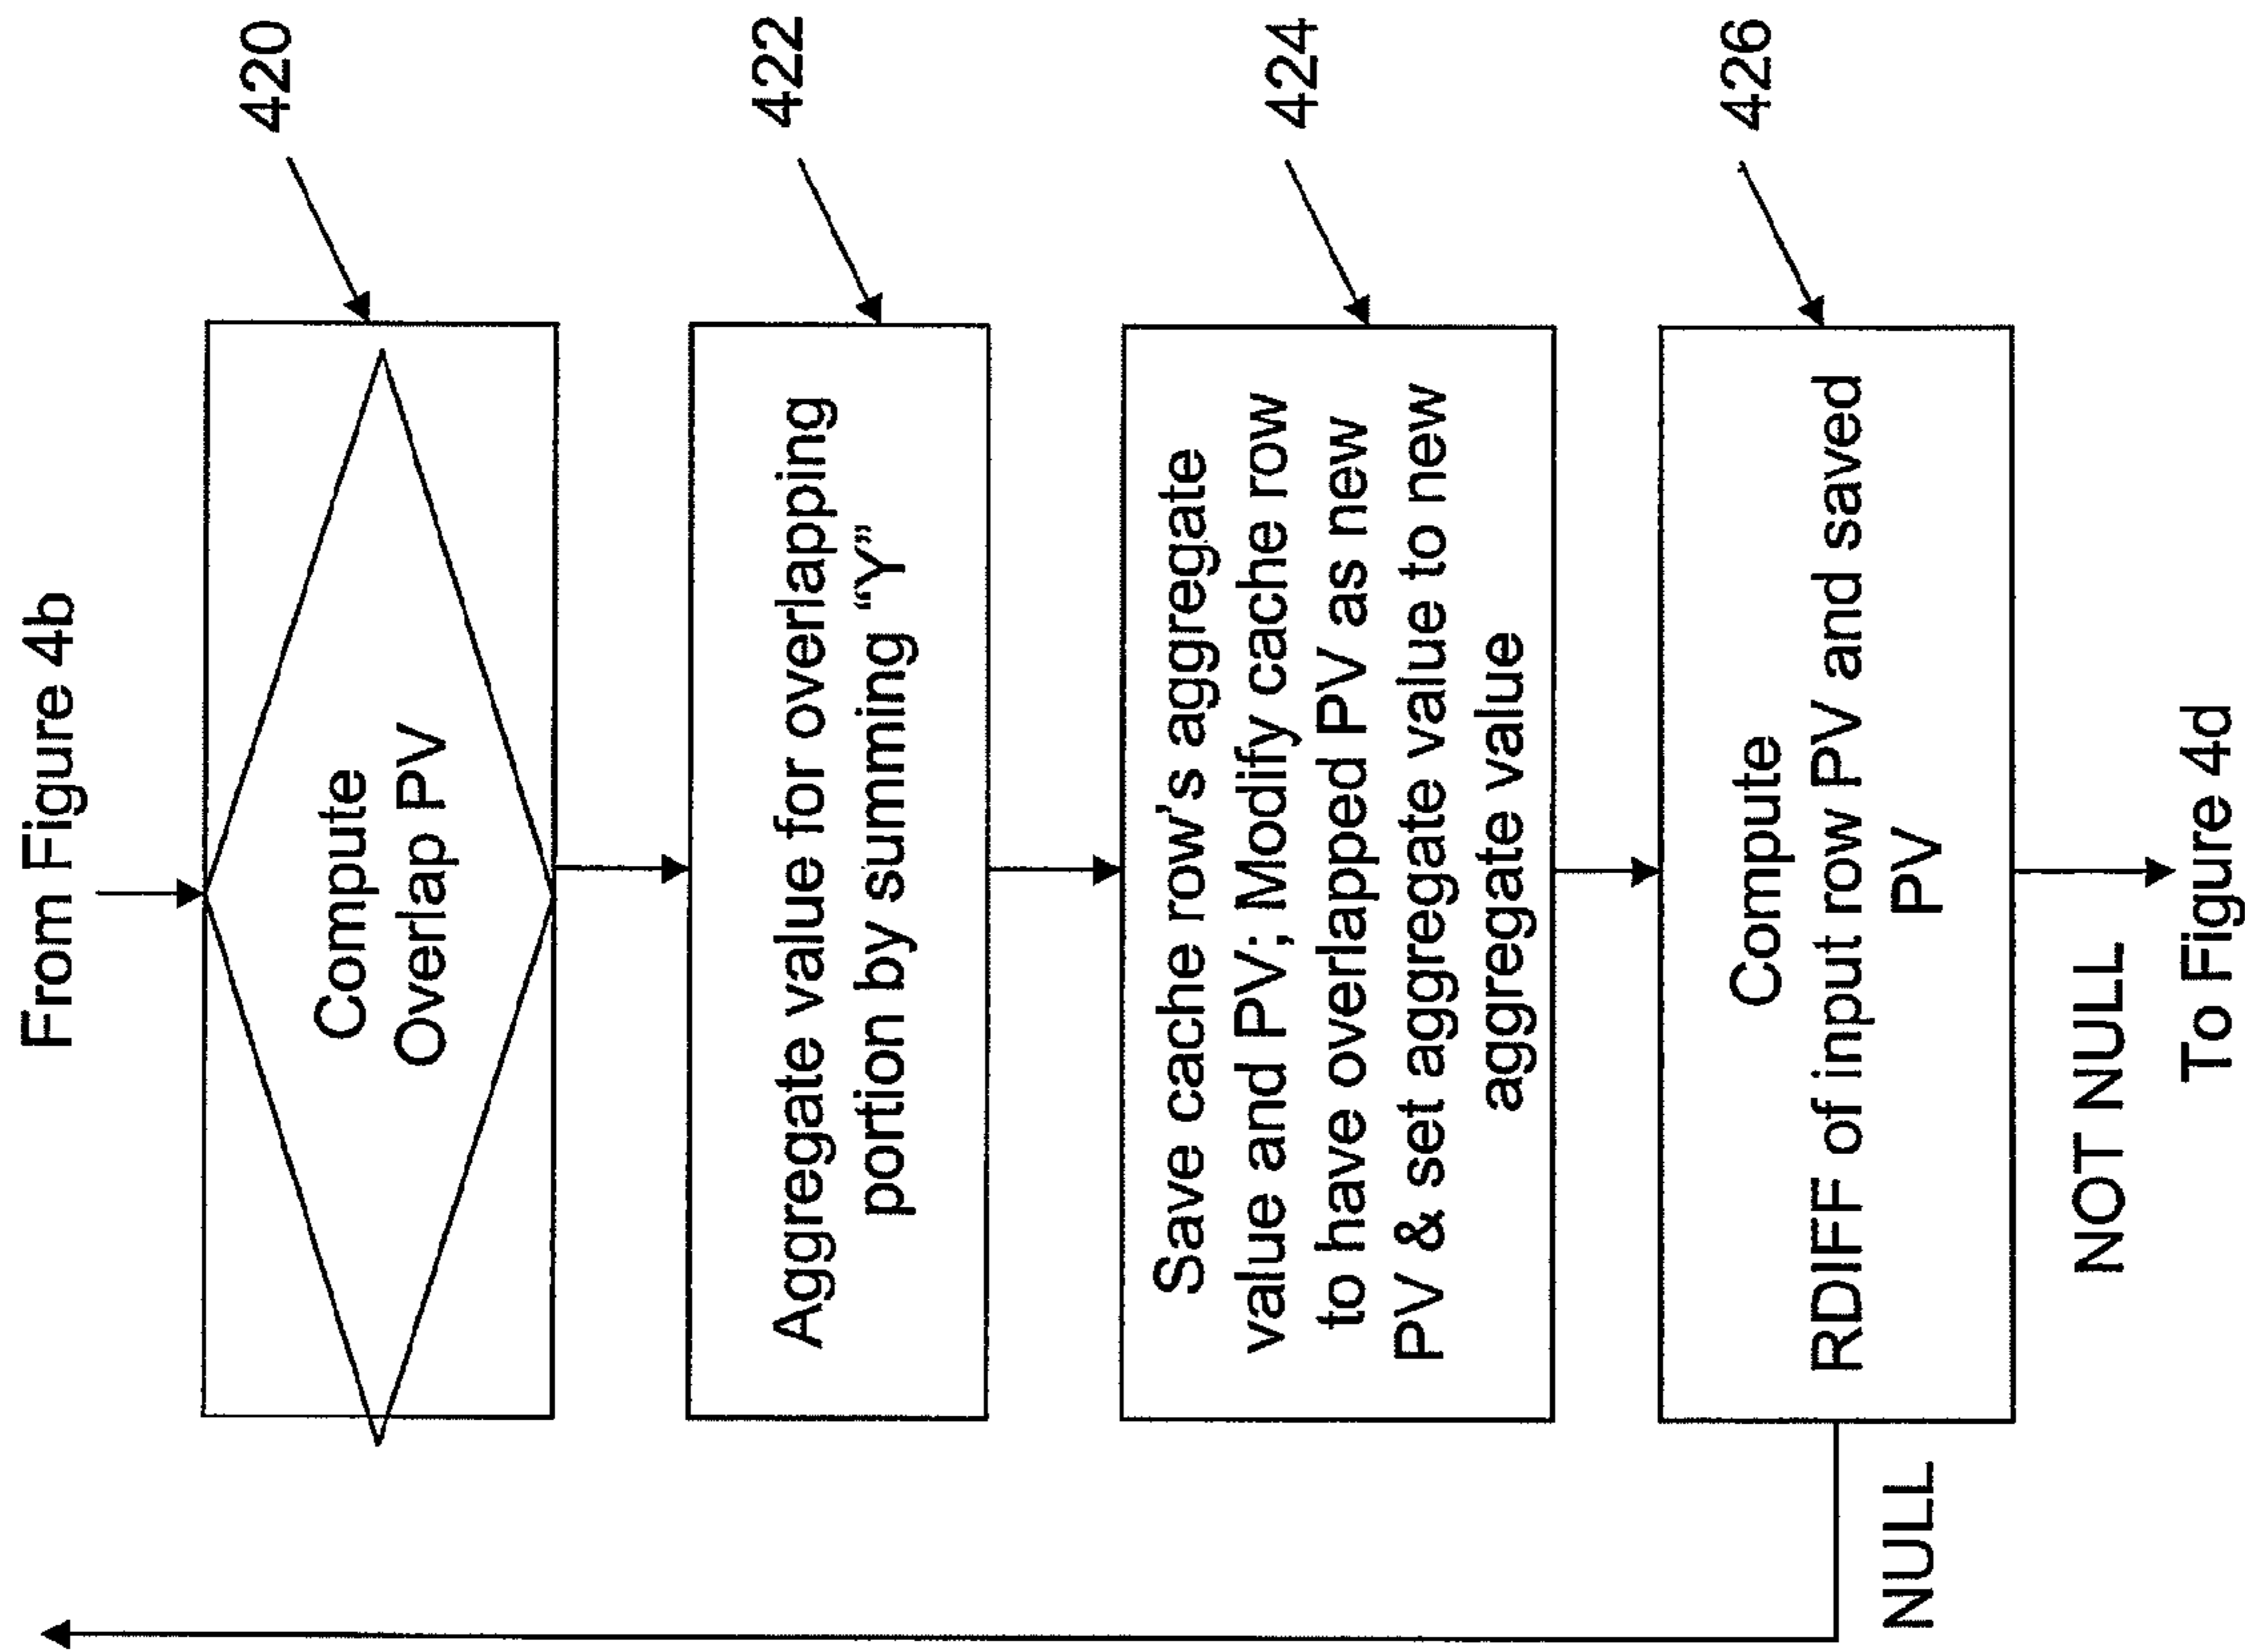 From Figure 4b
420
Compute
Overlap PV
422
Aggregate value for overlapping
portion by summing “Y”
424
Save cache row’s aggregate
value and PV; Modify cache row
to have overlapped PV as new
PV & set aggregate value to new
aggregate value
426
Compute
RDIFF of input row PV and saved
PV
NULL
NOT NULL
To Figure 4d